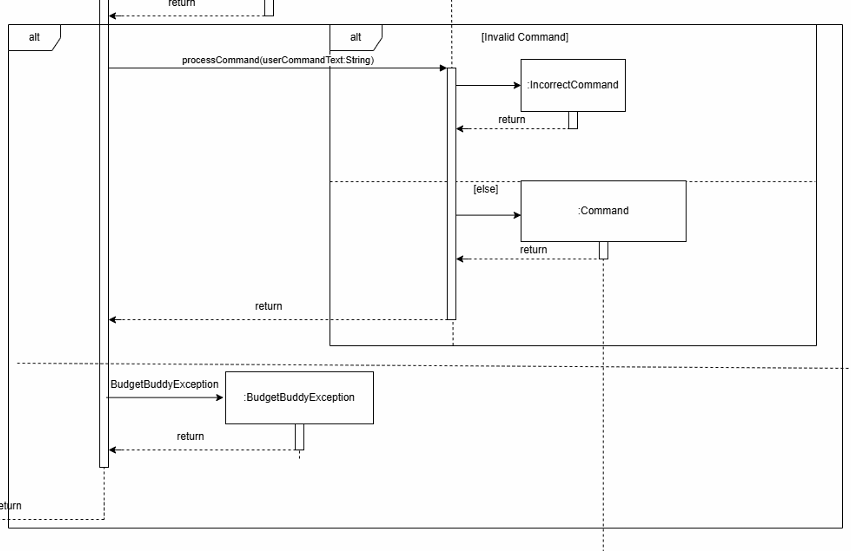 return
alt
alt
[Invalid Command]
processCommand(userCommandText:String)
:IncorrectCommand
return
[else]
:Command
return
return
BudgetBuddyException
:BudgetBuddyException
return
eturn